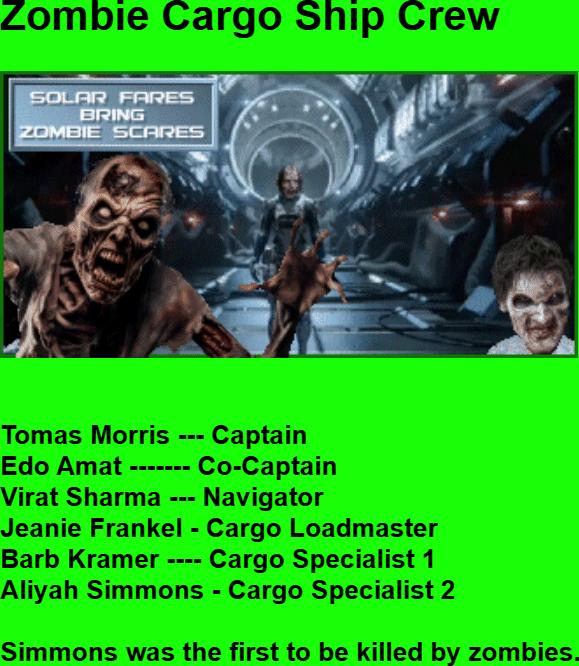 Zombie Cargo Ship Crew
SOLAR FARES
BRING
ZOMBIE SCARES
Tomas Morris --- Captain
Edo Amat ------- Co-Captain
Virat Sharma --- Navigator
Jeanie Frankel - Cargo Loadmaster
Barb Kramer ---- Cargo Specialist 1
Aliyah Simmons - Cargo Specialist 2
Simmons was the first to be killed by zombies.